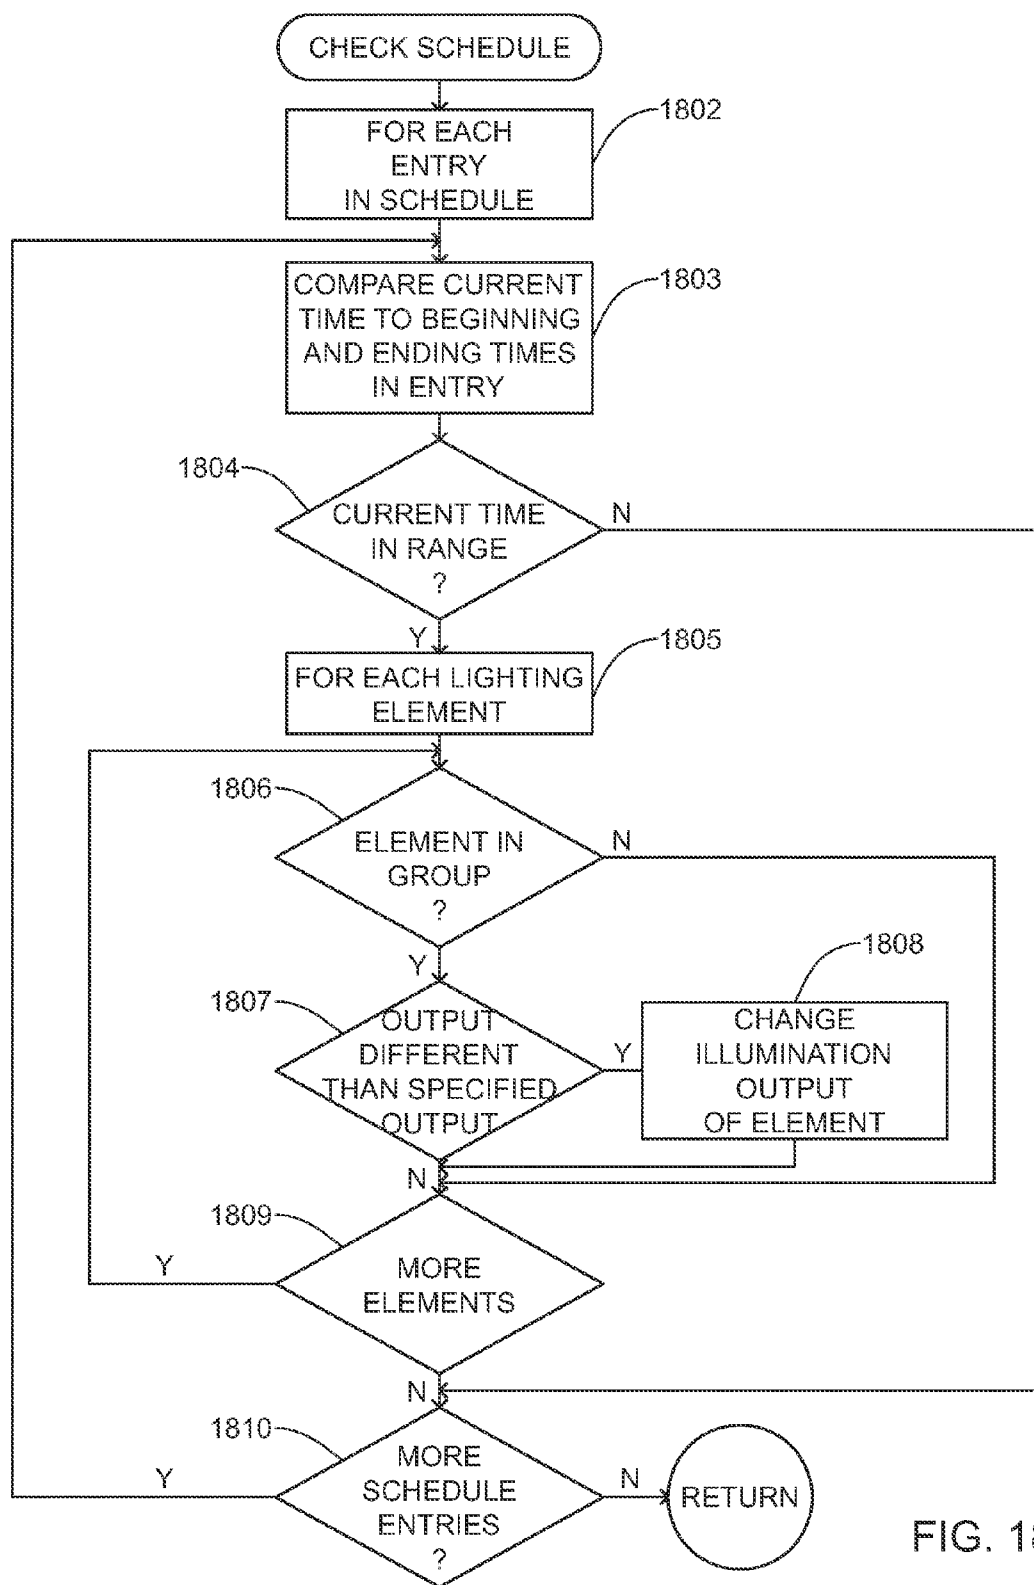 CHECK SCHEDULE
1802
FOR EACH
ENTRY
IN SCHEDULE
1803
COMPARE CURRENT
TIME TO BEGINNING
AND ENDING TIMES
IN ENTRY
1804
CURRENT TIME
IN RANGE
?
N
Y
1805
FOR EACH LIGHTING
ELEMENT
1806
ELEMENT IN
GROUP
?
N
Y
1807
OUTPUT
DIFFERENT
THAN SPECIFIED
OUTPUT
Y
1808
CHANGE
ILLUMINATION
OUTPUT
OF ELEMENT
N
1809
MORE
ELEMENTS
Y
N
1810
MORE
SCHEDULE
ENTRIES
?
Y
N
RETURN
FIG. 18